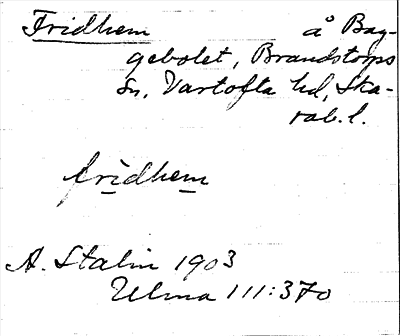 Fridhem å Bag-
gebolet, Brandstorps
sn, Vartofta hd, Ska-
rab. l.
fridhem
A. Stalin 1903
Ulma 111:370